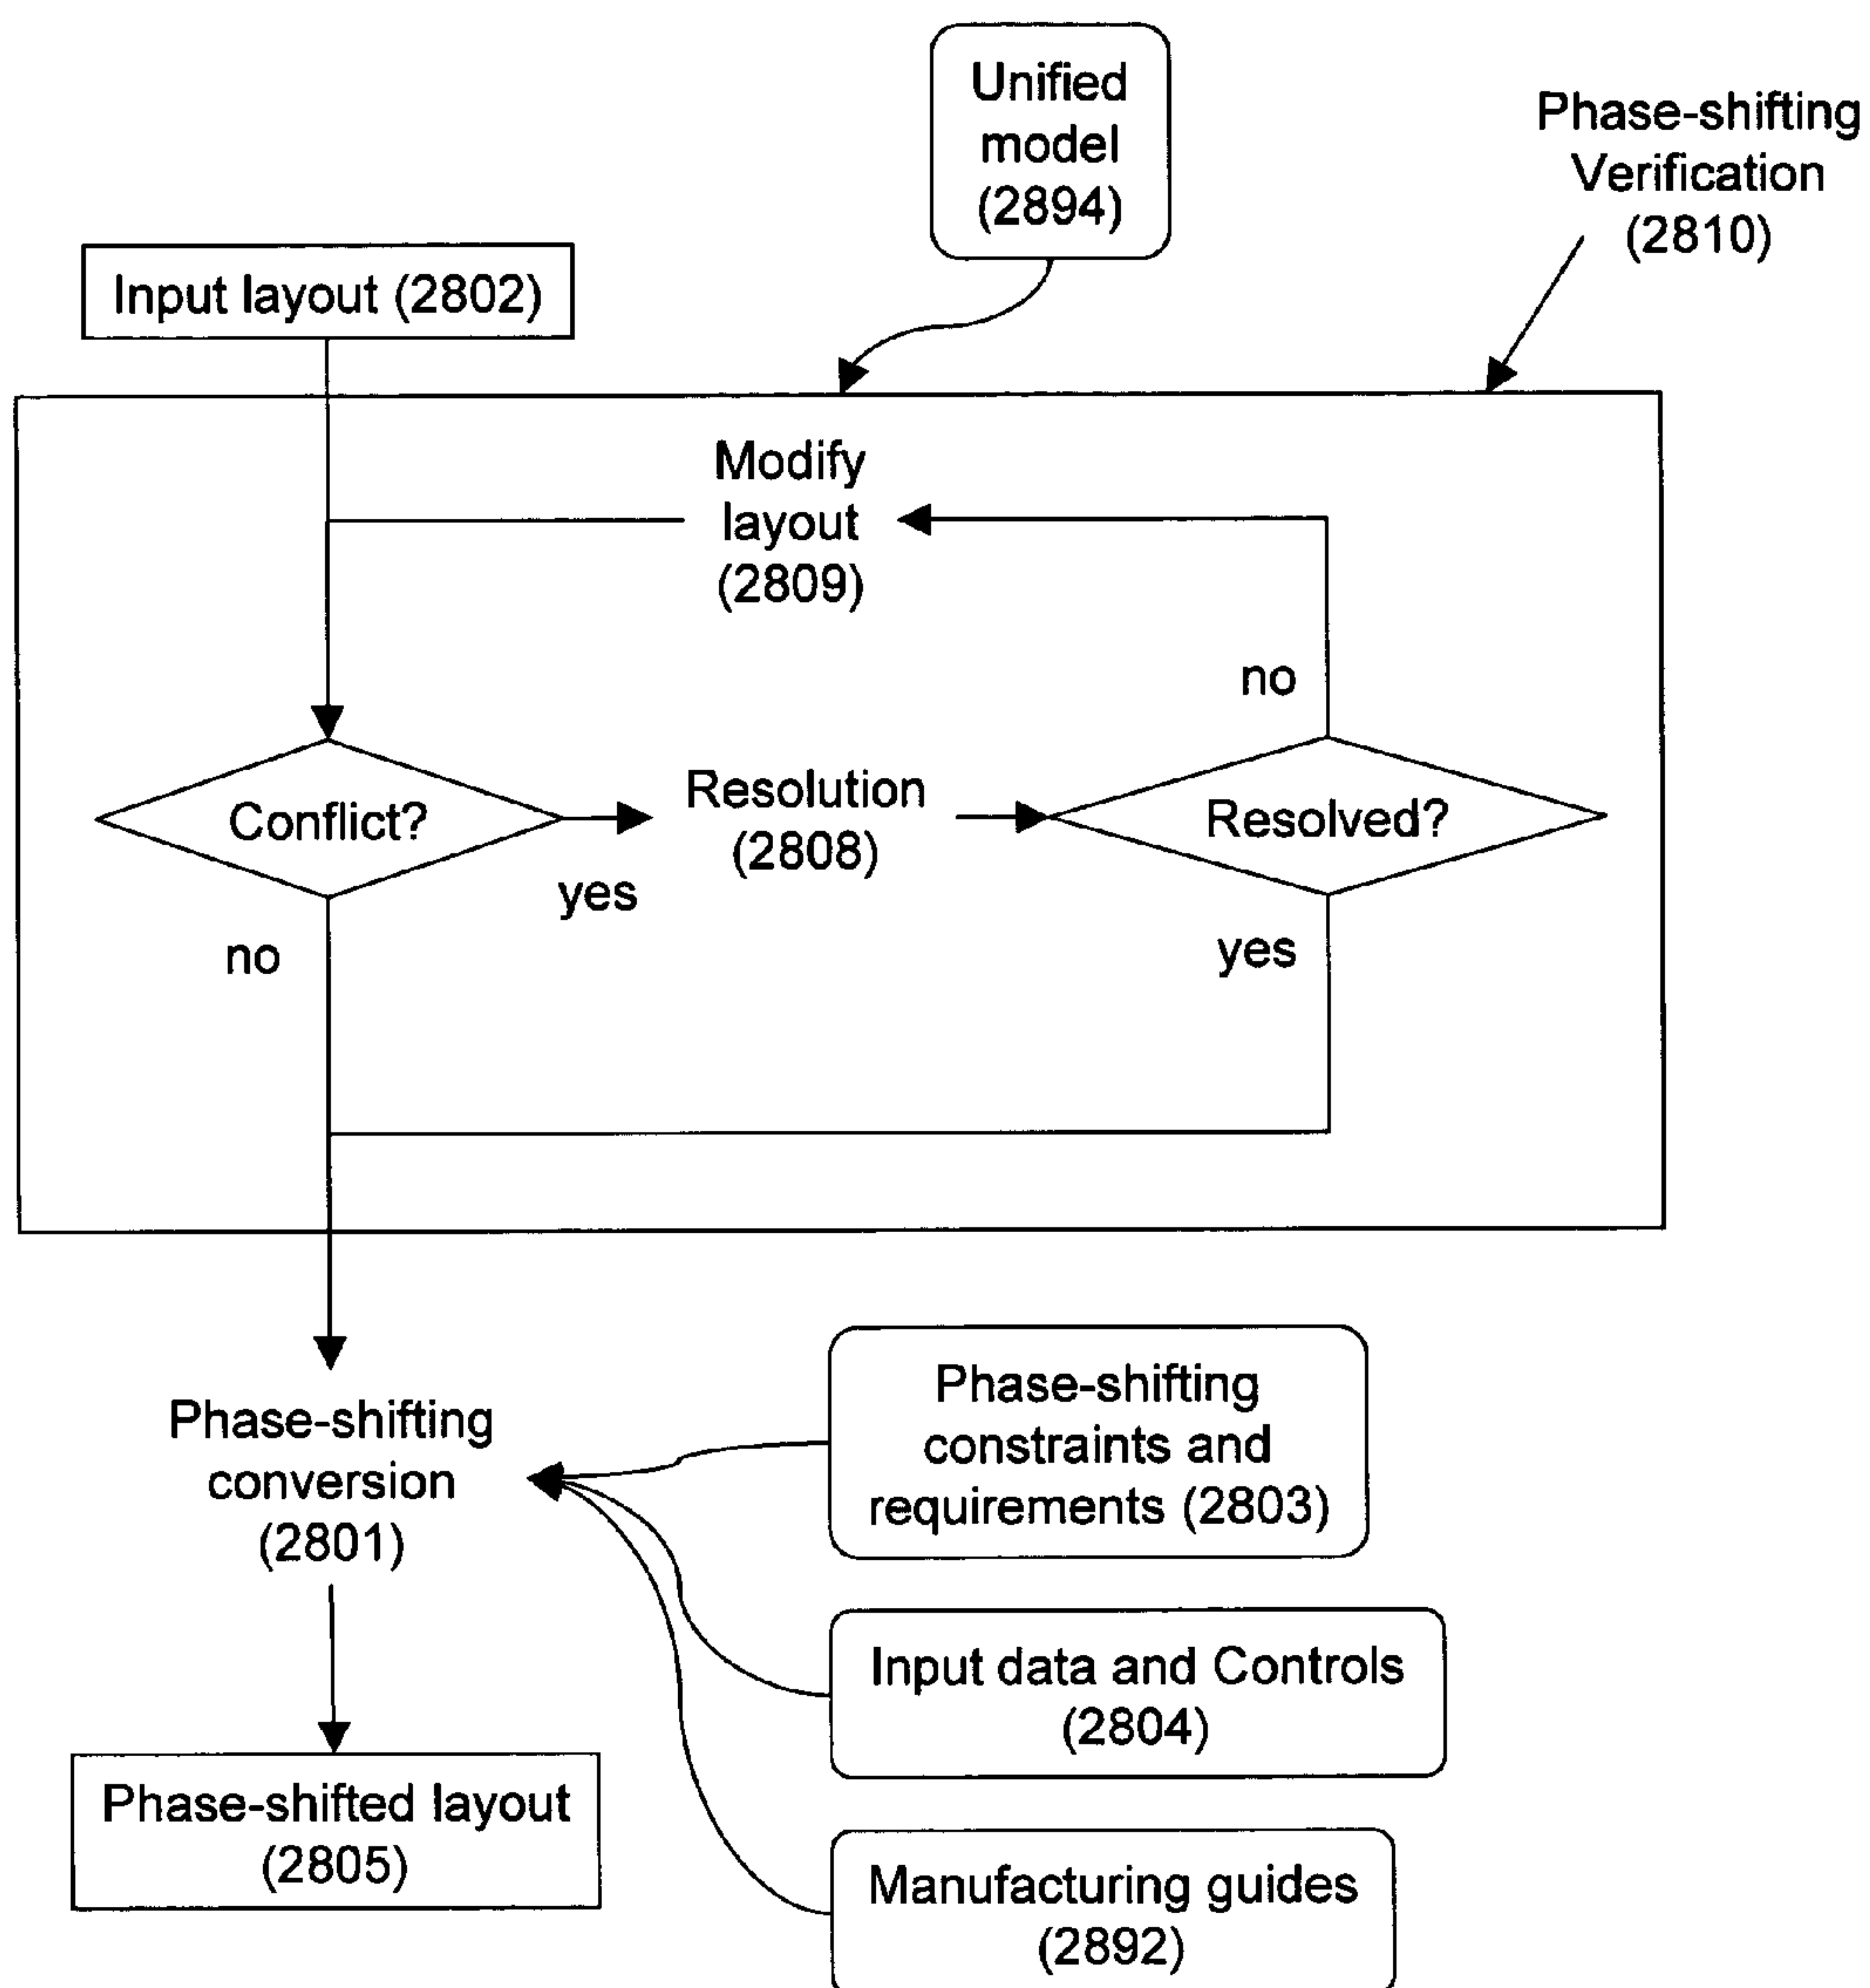 Unified
model
(2894)
Phase-shifting
Verification
(2810)
Input layout (2802)
Modify
layout
(2809)
no
Conflict?
yes
Resolution
(2808)
Resolved?
no
yes
Phase-shifting
conversion
(2801)
Phase-shifting
constraints and
requirements (2803)
Input data and Controls
(2804)
Phase-shifted layout
(2805)
Manufacturing guides
(2892)